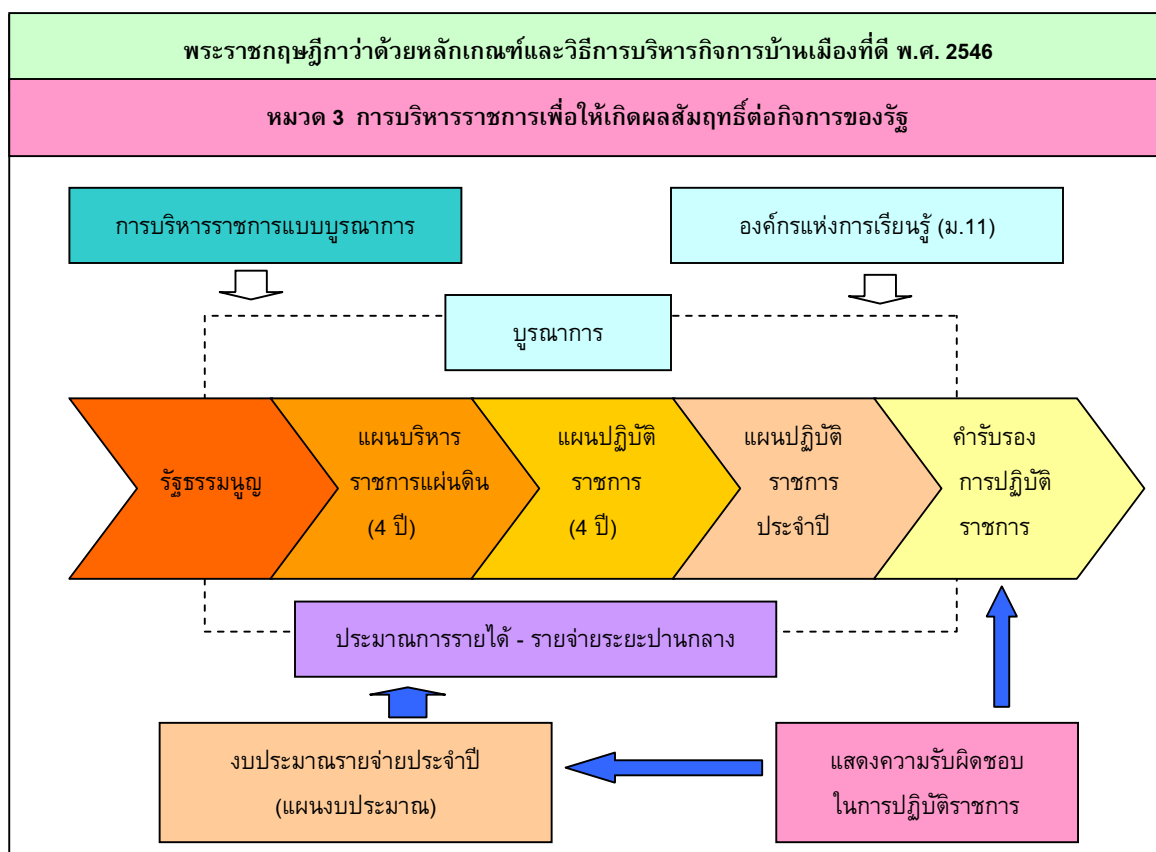 พระราชกฤษฎีกาว่าด้วยหลักเกณฑ์และวิธีการบริหารกิจการบ้านเมืองที่ดี พ.ศ. 2546
หมวด 3 การบริหารราชการเพื่อให้เกิดผลสัมฤทธิ์ต่อกิจการของรัฐ
การบริหารราชการแบบบูรณาการ
องค์กรแห่งการเรียนรู้ (ม.11)
บูรณาการ
รัฐธรรมนูญ
แผนบริหาร
ราชการแผ่นดิน
(4 ปี)
แผนปฏิบัติ
ราชการ
(4 ปี)
แผนปฏิบัติ
ราชการ
ประจำปี
คำรับรอง
การปฏิบัติ
ราชการ
ประมาณการรายได้ - รายจ่ายระยะปานกลาง
งบประมาณรายจ่ายประจำปี
(แผนงบประมาณ)
แสดงความรับผิดชอบ
ในการปฏิบัติราชการ